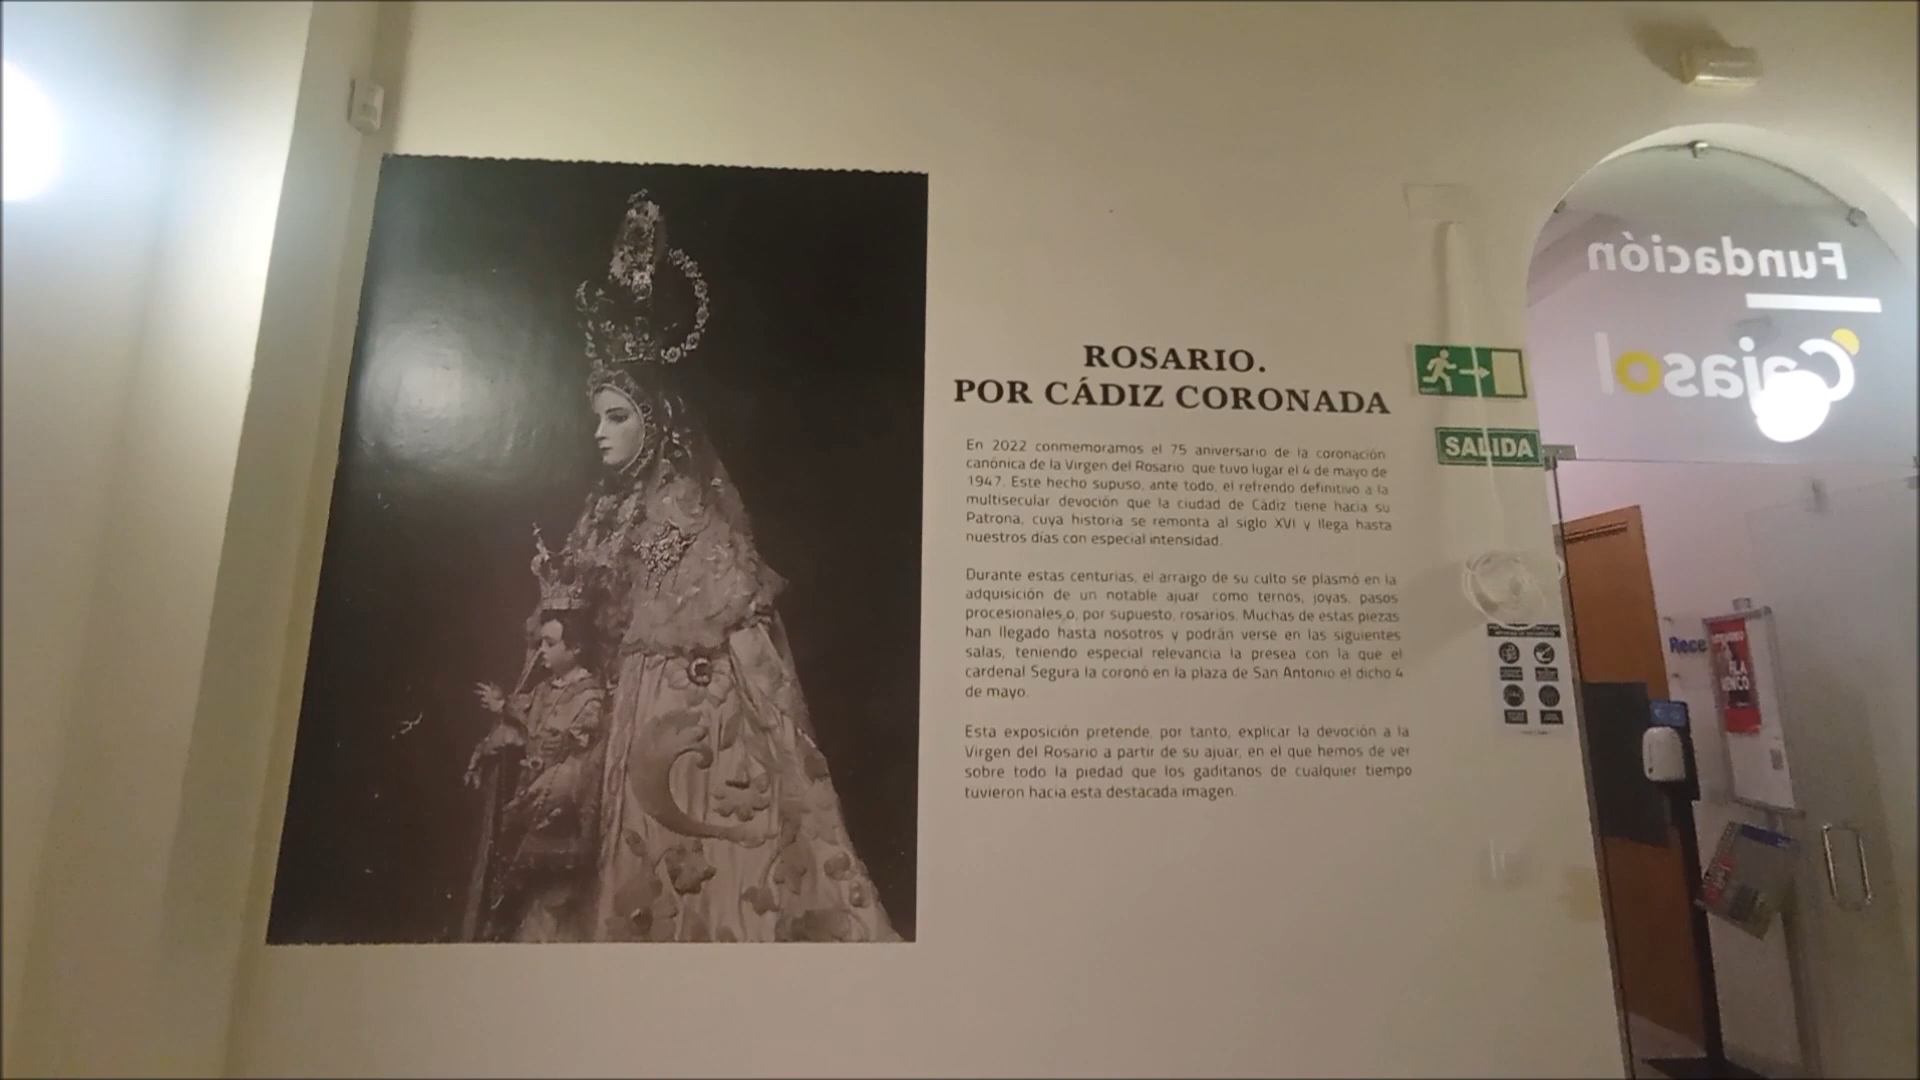 ROSARIO.
POR CÁDIZ CORONADA
En 2022 conmemoramos el 75 aniversario de la coronación
canónica de la Virgen del Rosario que tuvo lugar el 4 de mayo de
1947. Este hecho supuso, ante todo, el refrendo definitivo a la
multisecular devoción que la ciudad de Cádiz tiene hacia su
Patrona, cuya historia se remonta al siglo XVI y llega hasta
nuestros días con especial intensidad.
Durante estas centurias, el arraigo de su culto se plasmó en la
adquisición de un notable ajuar como ternos, joyas, pasos
procesionales o, por supuesto, rosarios. Muchas de estas piezas
han llegado hasta nosotros y podrán verse en las siguientes
salas, teniendo especial relevancia la presea con la que el
cardenal Segura la coronó en la plaza de San Antonio el dicho 4
de mayo.
Esta exposición pretende, por tanto, explicar la devoción a la
Virgen del Rosario a partir de su ajuar, en el que hemos de ver
sobre todo la piedad que los gaditanos de cualquier tiempo
tuvieron hacia esta destacada imagen.
SALIDA
Fundación
Cajasol
Rece